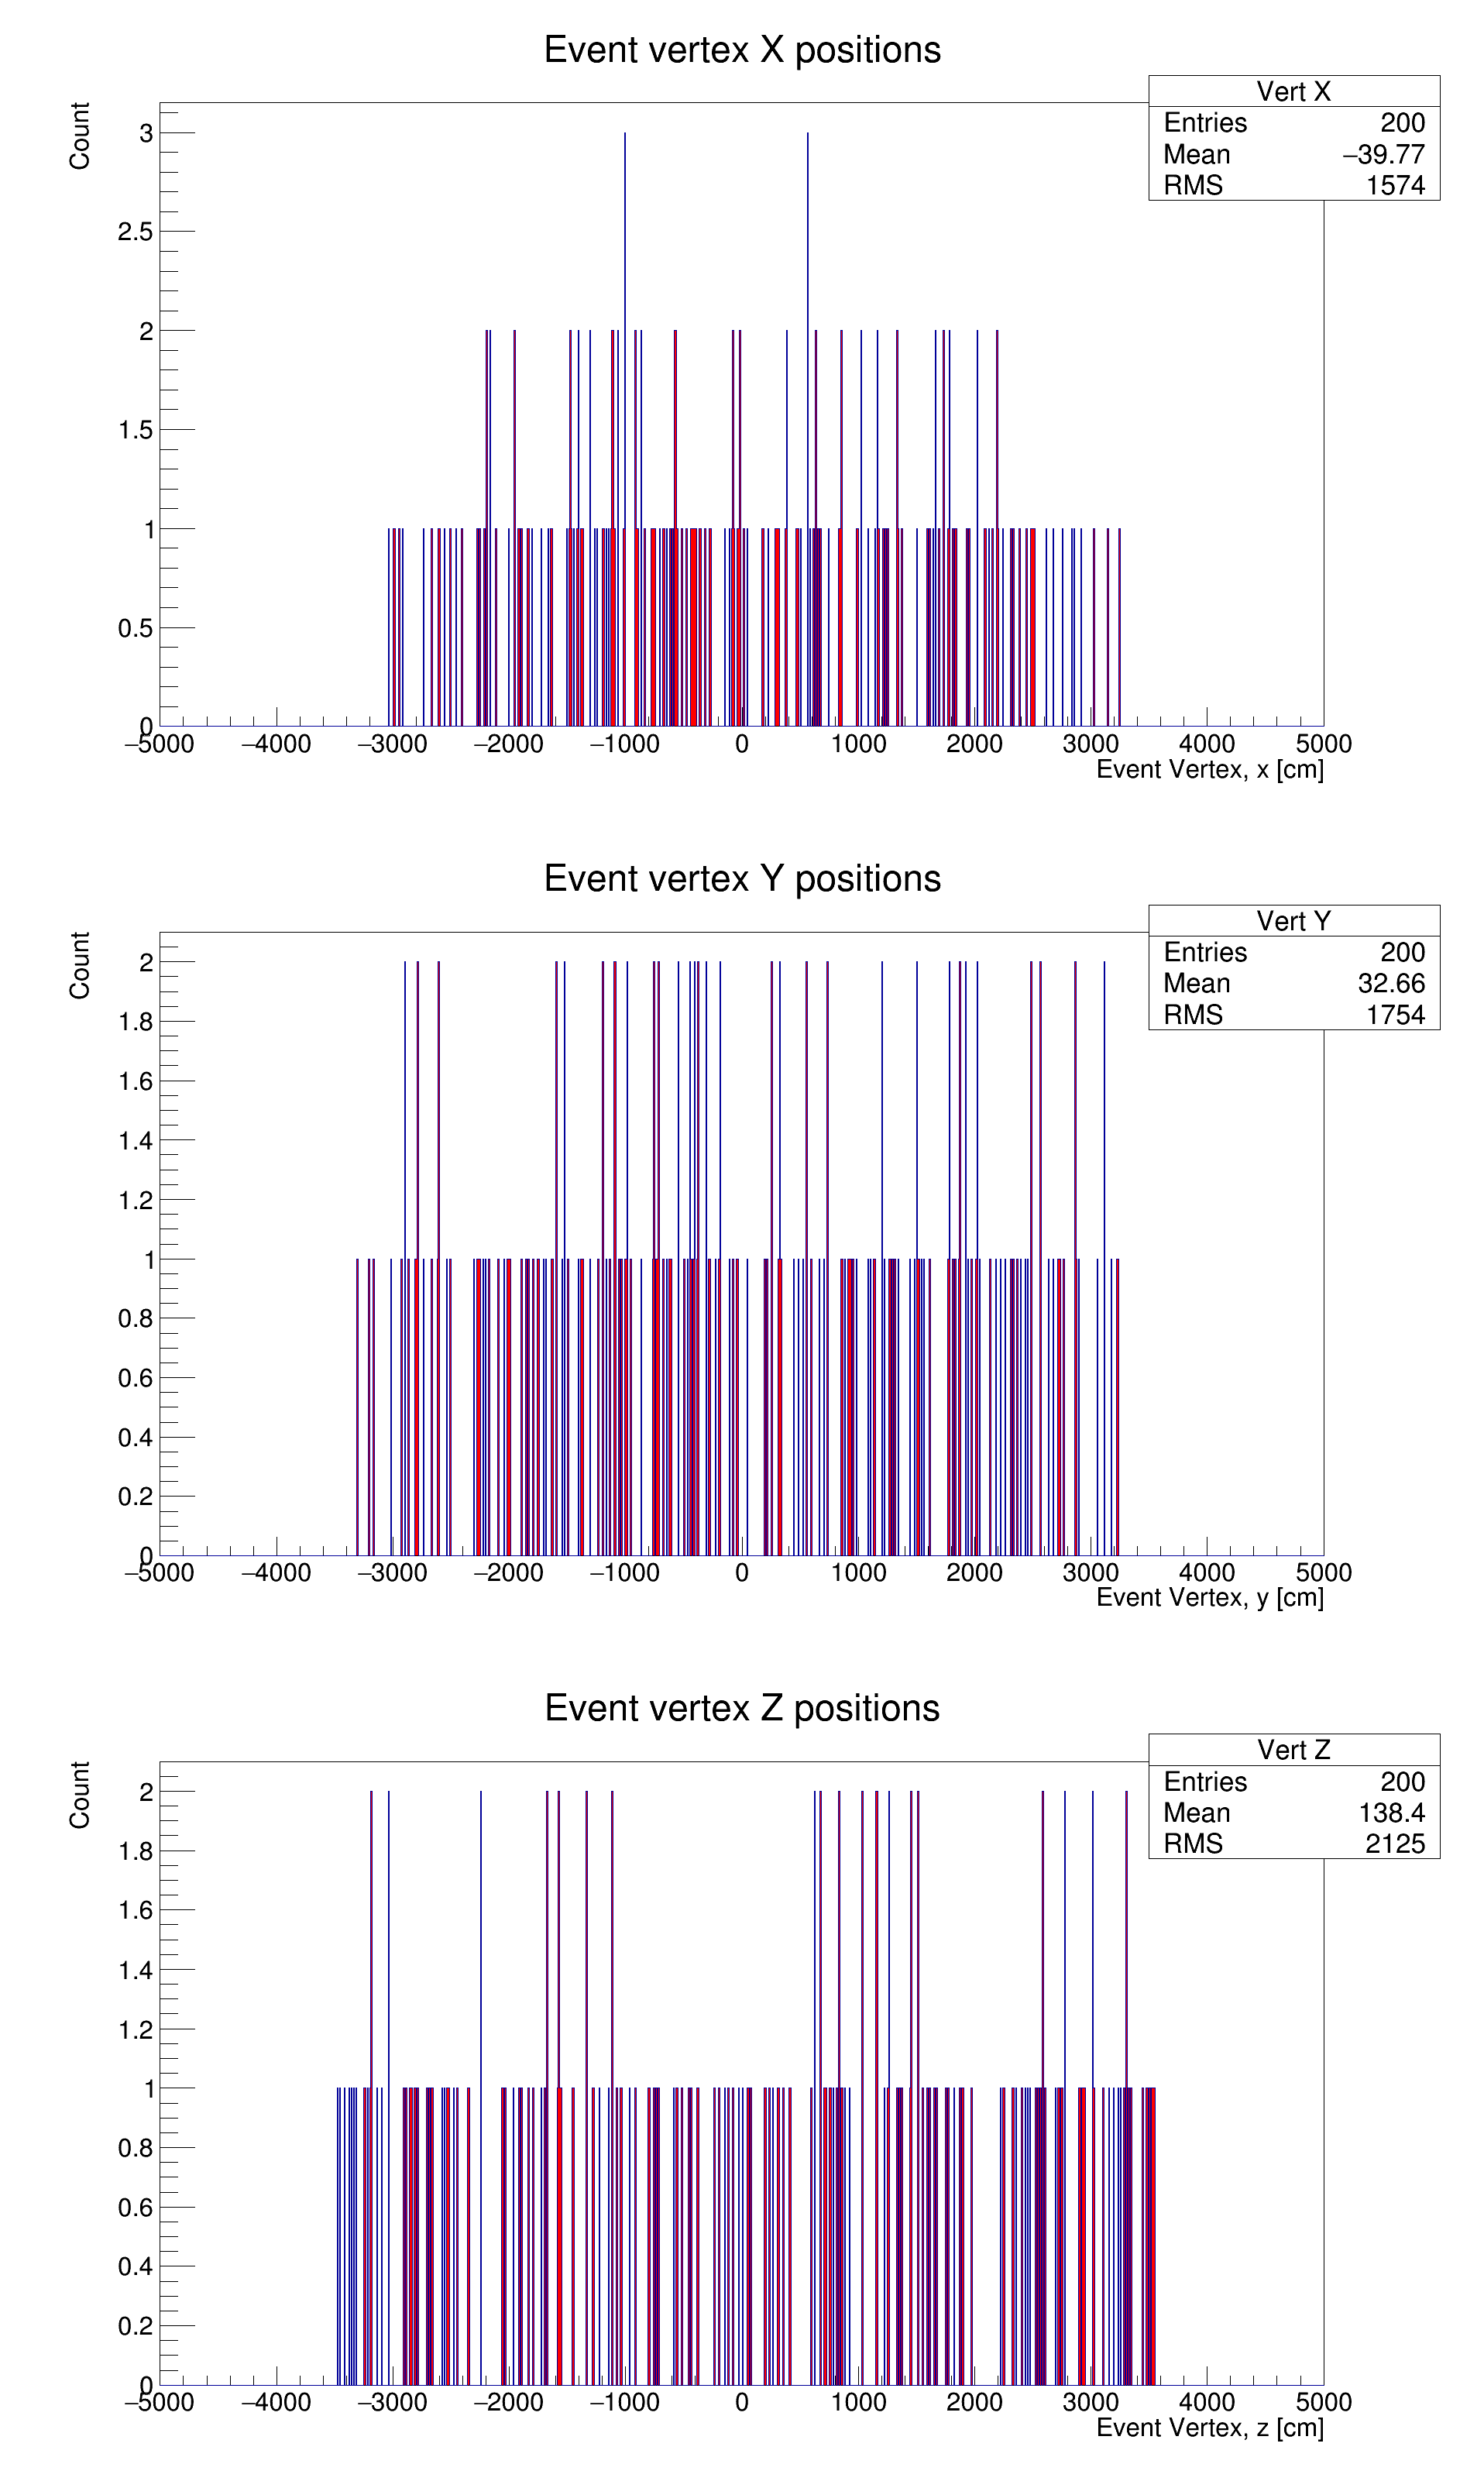 Event vertex X positions
Vert X
Entries 200
Mean −39.77
RMS 1574
Count
3
2.5
2
1.5
1
0.5
0
−5000 −4000 −3000 −2000 −1000 0 1000 2000 3000 4000 5000
Event Vertex, x [cm]
Event vertex Y positions
Vert Y
Entries 200
Mean 32.66
RMS 1754
Count
2
1.8
1.6
1.4
1.2
1
0.8
0.6
0.4
0.2
0
−5000 −4000 −3000 −2000 −1000 0 1000 2000 3000 4000 5000
Event Vertex, y [cm]
Event vertex Z positions
Vert Z
Entries 200
Mean 138.4
RMS 2125
Count
2
1.8
1.6
1.4
1.2
1
0.8
0.6
0.4
0.2
0
−5000 −4000 −3000 −2000 −1000 0 1000 2000 3000 4000 5000
Event Vertex, z [cm]